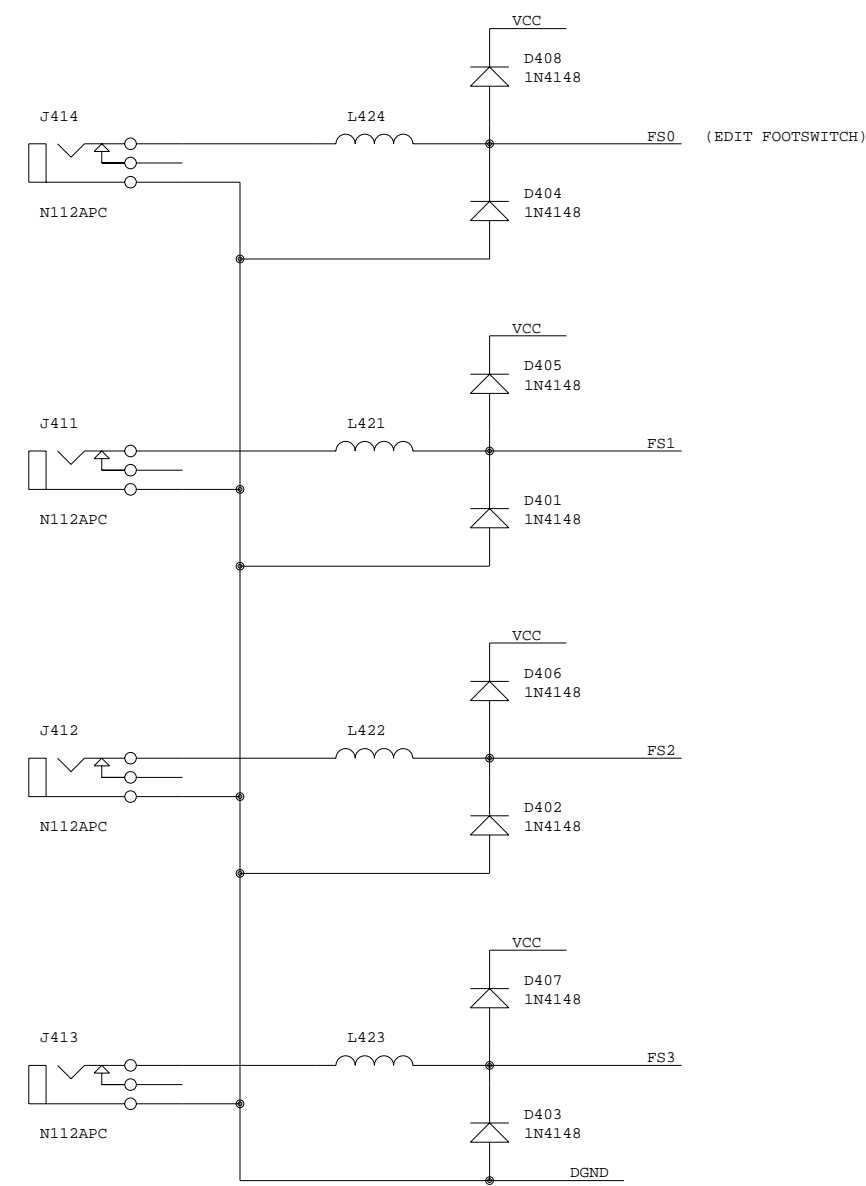 VCC
D408
1N4148
J414
L424
FS0 (EDIT FOOTSWITCH)
D404
1N4148
N112APC
VCC
D405
1N4148
J411
L421
FS1
D401
1N4148
N112APC
VCC
D406
1N4148
J412
L422
FS2
D402
1N4148
N112APC
VCC
D407
1N4148
J413
L423
FS3
D403
1N4148
N112APC
DGND